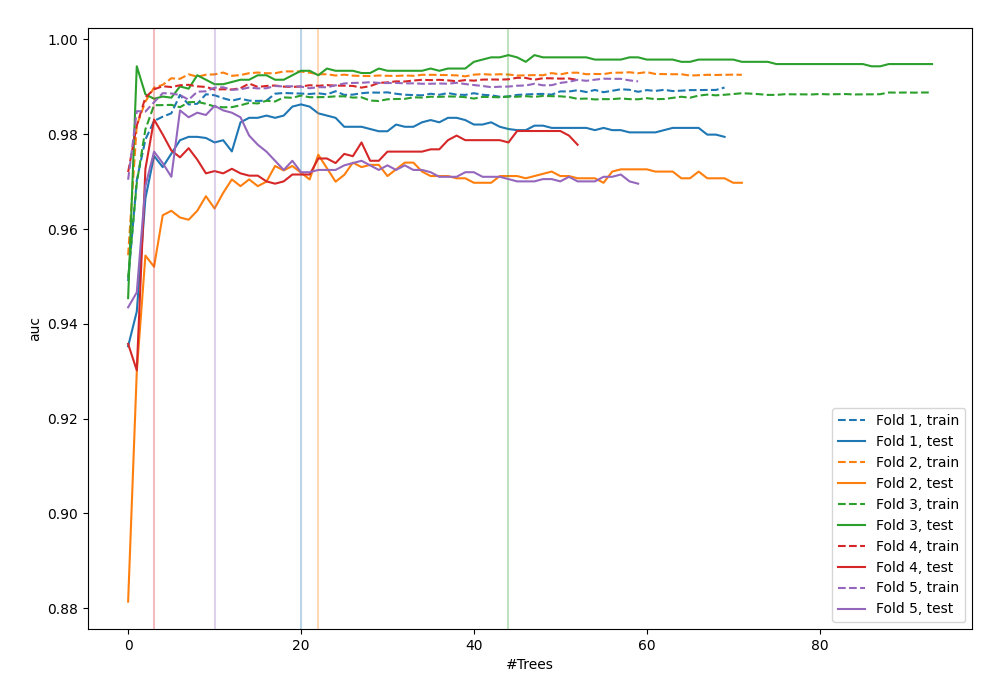 1.00
0.98
0.96
0.94
0.92
0.90
0.88
auc
0 20 40 60 80
#Trees
Fold 1, train
Fold 1, test
Fold 2, train
Fold 2, test
Fold 3, train
Fold 3, test
Fold 4, train
Fold 4, test
Fold 5, train
Fold 5, test